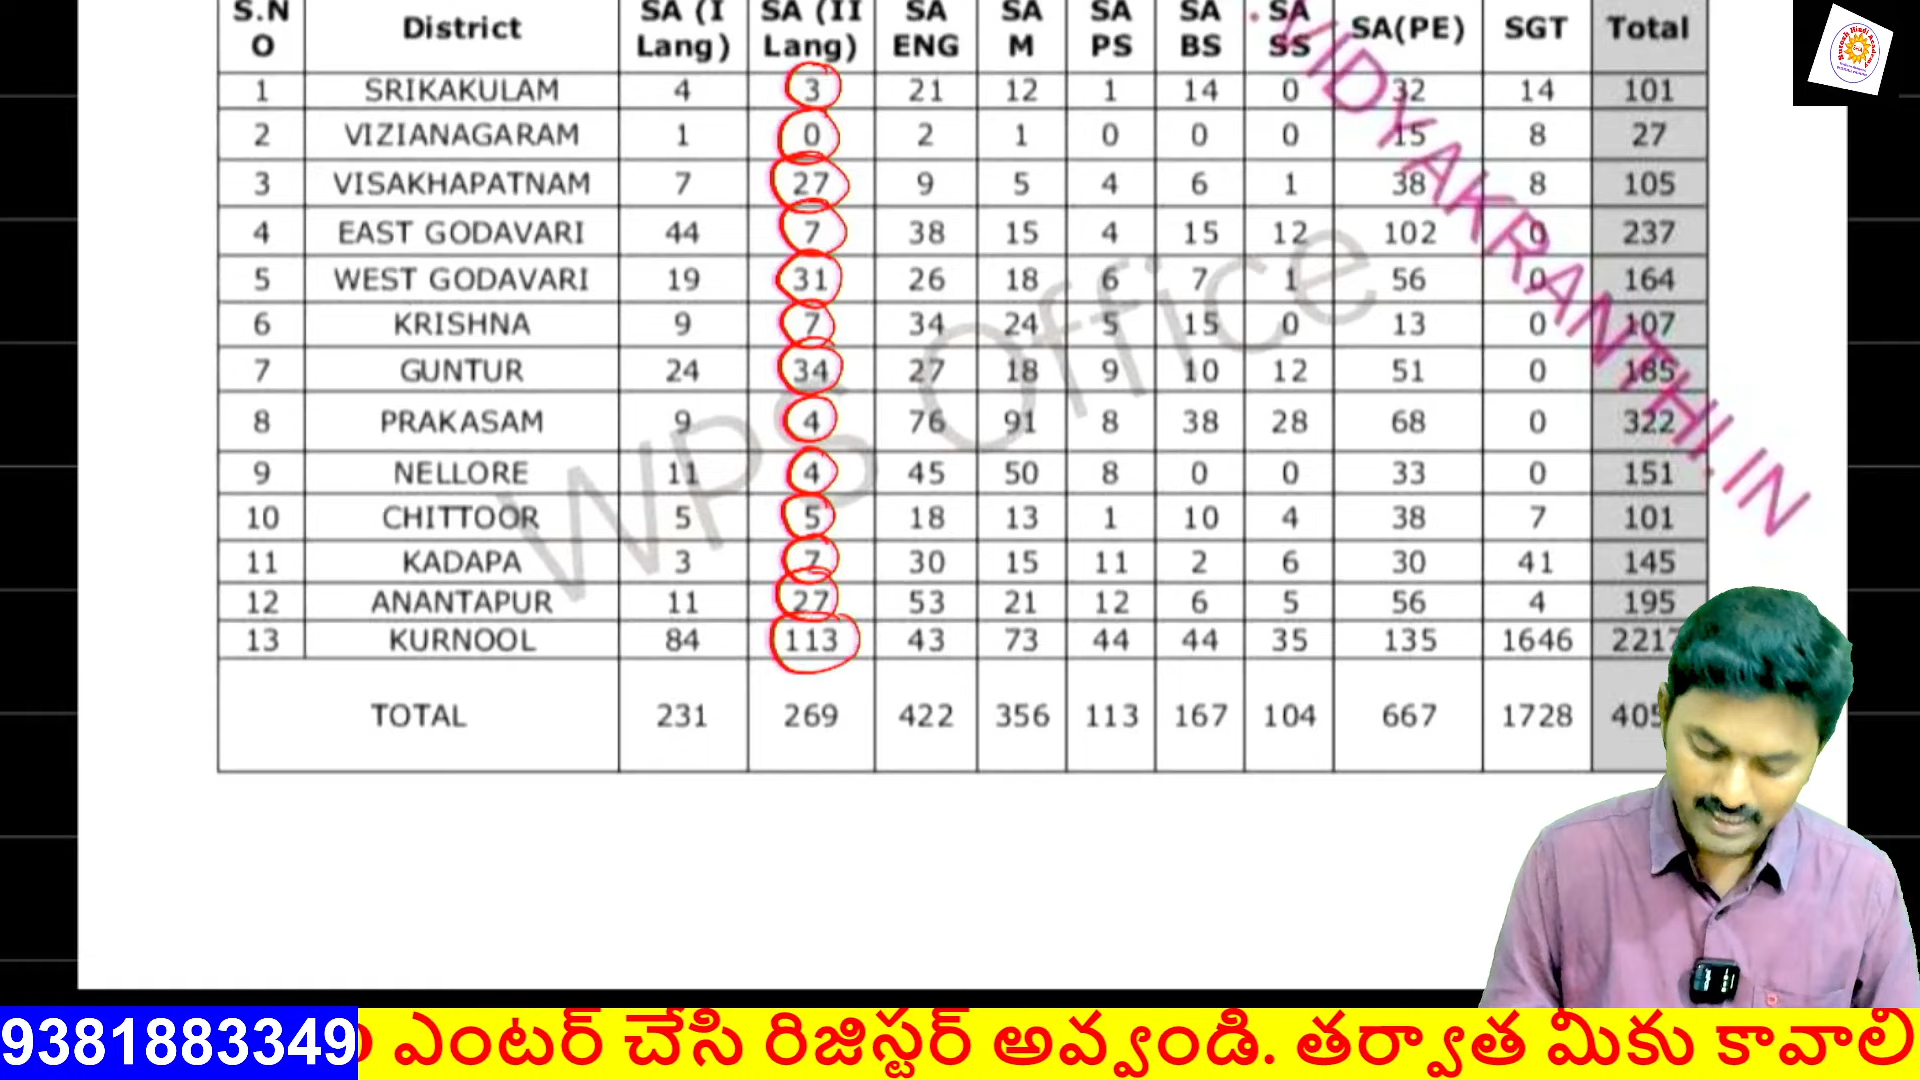 S.N O District SA (I Lang) SA (II Lang) SA ENG SA M SA PS SA BS SA SS SA(PE) SGT Total
1 SRIKAKULAM 4 3 21 12 1 14 0 32 14 101
2 VIZIANAGARAM 1 0 2 1 0 0 0 15 8 27
3 VISAKHAPATNAM 7 27 9 5 4 6 1 38 8 105
4 EAST GODAVARI 44 7 38 15 4 15 12 102 0 237
5 WEST GODAVARI 19 31 26 18 6 7 1 56 0 164
6 KRISHNA 9 7 34 24 5 15 0 13 0 107
7 GUNTUR 24 34 27 18 9 10 12 51 0 185
8 PRAKASAM 9 4 76 91 8 38 28 68 0 322
9 NELLORE 11 4 45 50 8 0 0 33 0 151
10 CHITTOOR 5 5 18 13 1 10 4 38 7 101
11 KADAPA 3 7 30 15 11 2 6 30 41 145
12 ANANTAPUR 11 27 53 21 12 6 5 56 4 195
13 KURNOOL 84 113 43 73 44 44 35 135 1646 2217
TOTAL 231 269 422 356 113 167 104 667 1728 405
WPS Office
.VIDYAKRANTHI.IN
9381883349 ఎంటర్ చేసి రిజిస్టర్ అవ్వండి. తర్వాత మీకు కావాలి